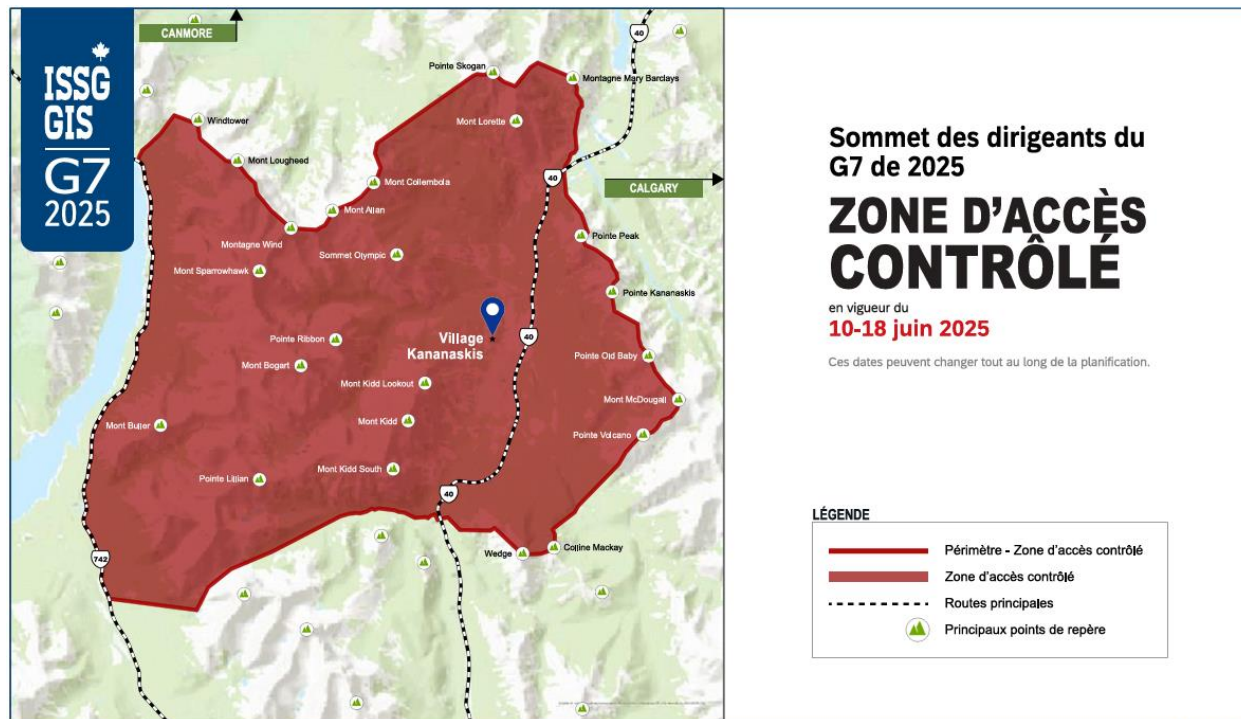 ISSG
GIS
G7
2025
CANMORE
40
Pointe Skogan
Montagne Mary Barclays
Windtower
Mont Lorette
Mont Lougheed
40
Mont Collembola
CALGARY
Mont Allan
Montagne Wind
Pointe Peak
Sommet Olympic
Mont Sparrowhawk
Pointe Kananaskis
Village
Kananaskis
40
Pointe Ribbon
Pointe Old Baby
Mont Bogart
Mont Kidd Lookout
Mont McDougall
Mont Kidd
Mont Buller
Pointe Volcano
Mont Kidd South
Pointe Lillian
40
Wedge
Colline Mackay
742
Sommet des dirigeants du
G7 de 2025
ZONE D'ACCÈS
CONTRÔLÉ
en vigueur du
10-18 juin 2025
Ces dates peuvent changer tout au long de la planification.
LÉGENDE
Périmètre - Zone d'accès contrôlé
Zone d'accès contrôlé
Routes principales
Principaux points de repère